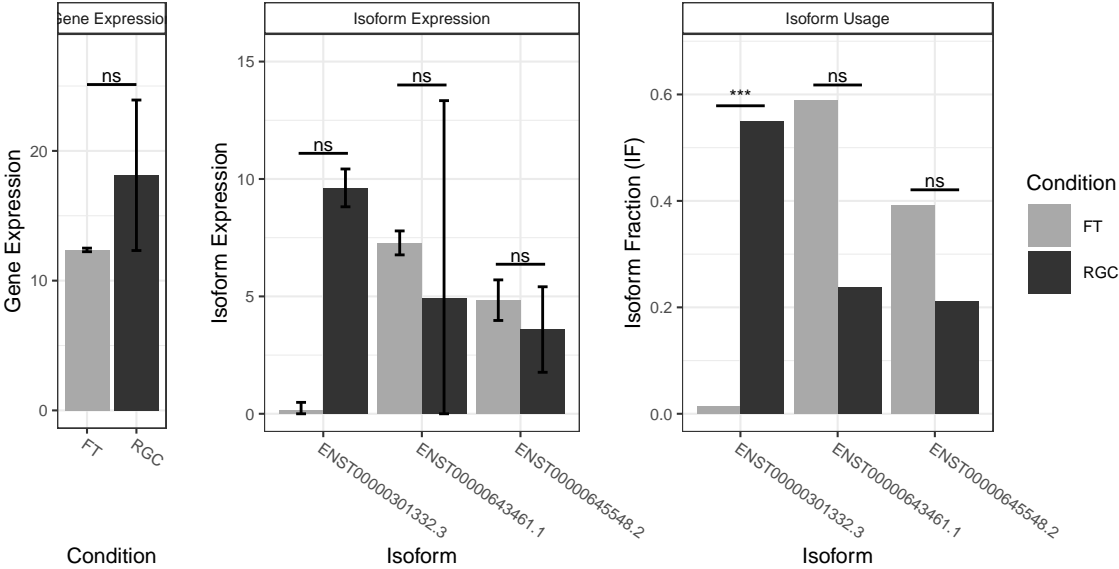 Gene Expression
Gene Expression
0
10
20
ns
FT
RGC
Condition
Isoform Expression
Isoform Expression
0
5
10
15
ns
ns
ns
ENST00000301332.3
ENST00000643461.1
ENST00000645548.2
Isoform
Isoform Usage
Isoform Fraction (IF)
0.0
0.2
0.4
0.6
***
ns
ns
ENST00000301332.3
ENST00000643461.1
ENST00000645548.2
Isoform
Condition
FT
RGC